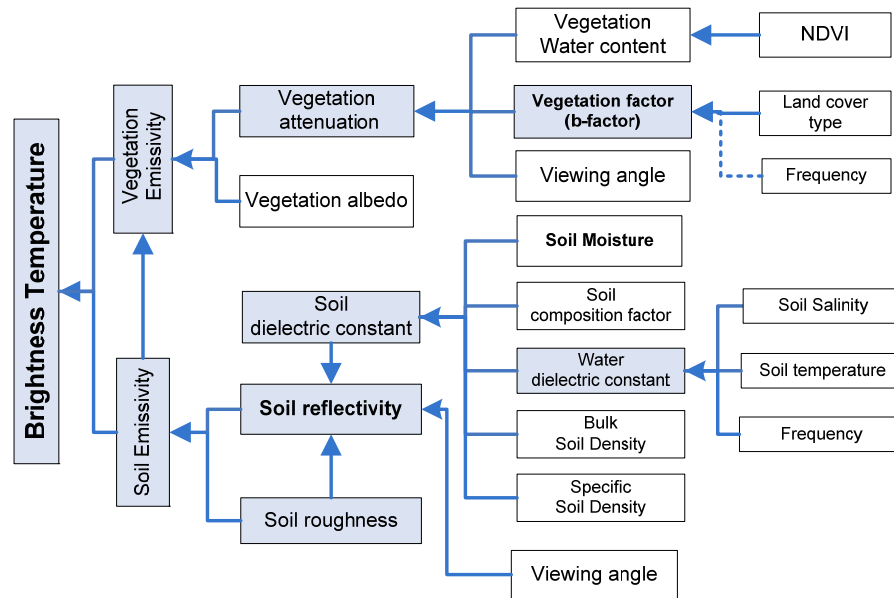 Brightness Temperature
Vegetation
Emissivity
Soil Emissivity
Vegetation
attenuation
Vegetation albedo
Soil
dielectric constant
Soil reflectivity
Soil roughness
Vegetation
Water content
Vegetation factor
(b-factor)
Viewing angle
Soil Moisture
Soil
composition factor
Water
dielectric constant
Bulk
Soil Density
Specific
Soil Density
Viewing angle
NDVI
Land cover
type
Frequency
Soil Salinity
Soil temperature
Frequency